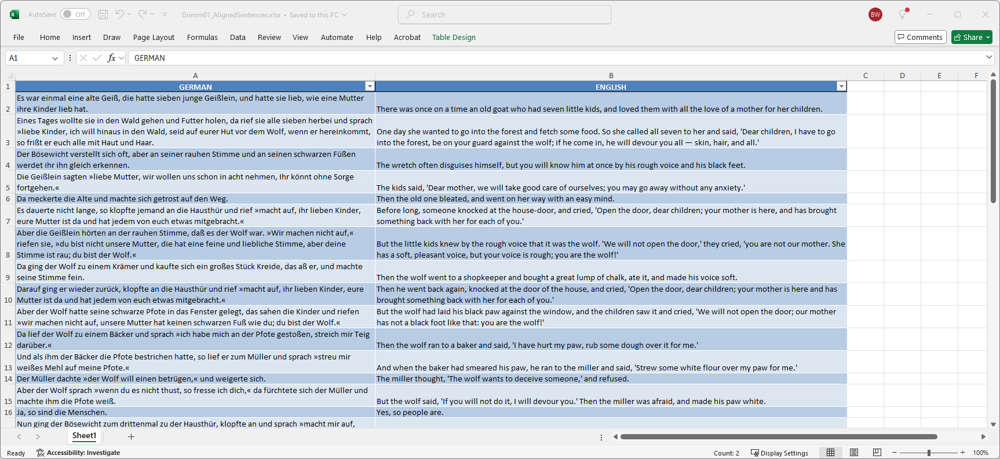 AutoSave Off Grimm01_AlignedSentences.xlsx • Saved to this PC Search BW
File Home Insert Draw Page Layout Formulas Data Review View Automate Help Acrobat Table Design Comments Share
A1 fx GERMAN
A B C D E F
1 GERMAN ENGLISH
Es war einmal eine alte Geiß, die hatte sieben junge Geißlein, und hatte sie lieb, wie eine Mutter
2 ihre Kinder lieb hat. There was once on a time an old goat who had seven little kids, and loved them with all the love of a mother for her children.
Eines Tages wollte sie in den Wald gehen und Futter holen, da rief sie alle sieben herbei und sprach
»liebe Kinder, ich will hinaus in den Wald, seid auf eurer Hut vor dem Wolf, wenn er hereinkommt, One day she wanted to go into the forest and fetch some food. So she called all seven to her and said, 'Dear children, I have to go
3 so frißt er euch alle mit Haut und Haar. into the forest, be on your guard against the wolf; if he come in, he will devour you all — skin, hair, and all.'
Der Bösewicht verstellt sich oft, aber an seiner rauhen Stimme und an seinen schwarzen Füßen
4 werdet ihr ihn gleich erkennen. The wretch often disguises himself, but you will know him at once by his rough voice and his black feet.
Die Geißlein sagten »liebe Mutter, wir wollen uns schon in acht nehmen, Ihr könnt ohne Sorge
5 fortgehen.« The kids said, 'Dear mother, we will take good care of ourselves; you may go away without any anxiety.'
6 Da meckerte die Alte und machte sich getrost auf den Weg. Then the old one bleated, and went on her way with an easy mind.
Es dauerte nicht lange, so klopfte jemand an die Hausthür und rief »macht auf, ihr lieben Kinder, Before long, someone knocked at the house-door, and cried, 'Open the door, dear children; your mother is here, and has brought
7 eure Mutter ist da und hat jedem von euch etwas mitgebracht.« something back with her for each of you.'
Aber die Geißlein hörten an der rauhen Stimme, daß es der Wolf war. »Wir machen nicht auf,«
riefen sie, »du bist nicht unsere Mutter, die hat eine feine und liebliche Stimme, aber deine But the little kids knew by the rough voice that it was the wolf. 'We will not open the door,' they cried, 'you are not our mother. She
8 Stimme ist rau; du bist der Wolf.« has a soft, pleasant voice, but your voice is rough; you are the wolf!'
Da ging der Wolf zu einem Krämer und kaufte sich ein großes Stück Kreide, das aß er, und machte
9 seine Stimme fein. Then the wolf went to a shopkeeper and bought a great lump of chalk, ate it, and made his voice soft.
Darauf ging er wieder zurück, klopfte an die Hausthür und rief »macht auf, ihr lieben Kinder, eure Then he went back again, knocked at the door of the house, and cried, 'Open the door, dear children; your mother is here and has
10 Mutter ist da und hat jedem von euch etwas mitgebracht.« brought something back with her for each of you.'
Aber der Wolf hatte seine schwarze Pfote in das Fenster gelegt, das sahen die Kinder und riefen But the wolf had laid his black paw against the window, and the children saw it and cried, 'We will not open the door; our mother
11 »wir machen nicht auf, unsere Mutter hat keinen schwarzen Fuß wie du; du bist der Wolf.« has not a black foot like that: you are the wolf!'
Da lief der Wolf zu einem Bäcker und sprach »ich habe mich an der Pfote gestoßen, streich mir Teig
12 darüber.« Then the wolf ran to a baker and said, 'I have hurt my paw, rub some dough over it for me.'
Und als ihm der Bäcker die Pfote bestrichen hatte, so lief er zum Müller und sprach »streu mir
13 weißes Mehl auf meine Pfote.« And when the baker had smeared his paw, he ran to the miller and said, 'Strew some white flour over my paw for me.'
14 Der Müller dachte »der Wolf will einen betrügen,« und weigerte sich. The miller thought, 'The wolf wants to deceive someone,' and refused.
Aber der Wolf sprach »wenn du es nicht thust, so fresse ich dich,« da fürchtete sich der Müller und
15 machte ihm die Pfote weiß. But the wolf said, 'If you will not do it, I will devour you.' Then the miller was afraid, and made his paw white.
16 Ja, so sind die Menschen. Yes, so people are.
Nun ging der Bösewicht zum drittenmal zu der Hausthür, klopfte an und sprach »macht mir auf,
Sheet1
Ready Accessibility: Investigate Count: 2 Display Settings 100%